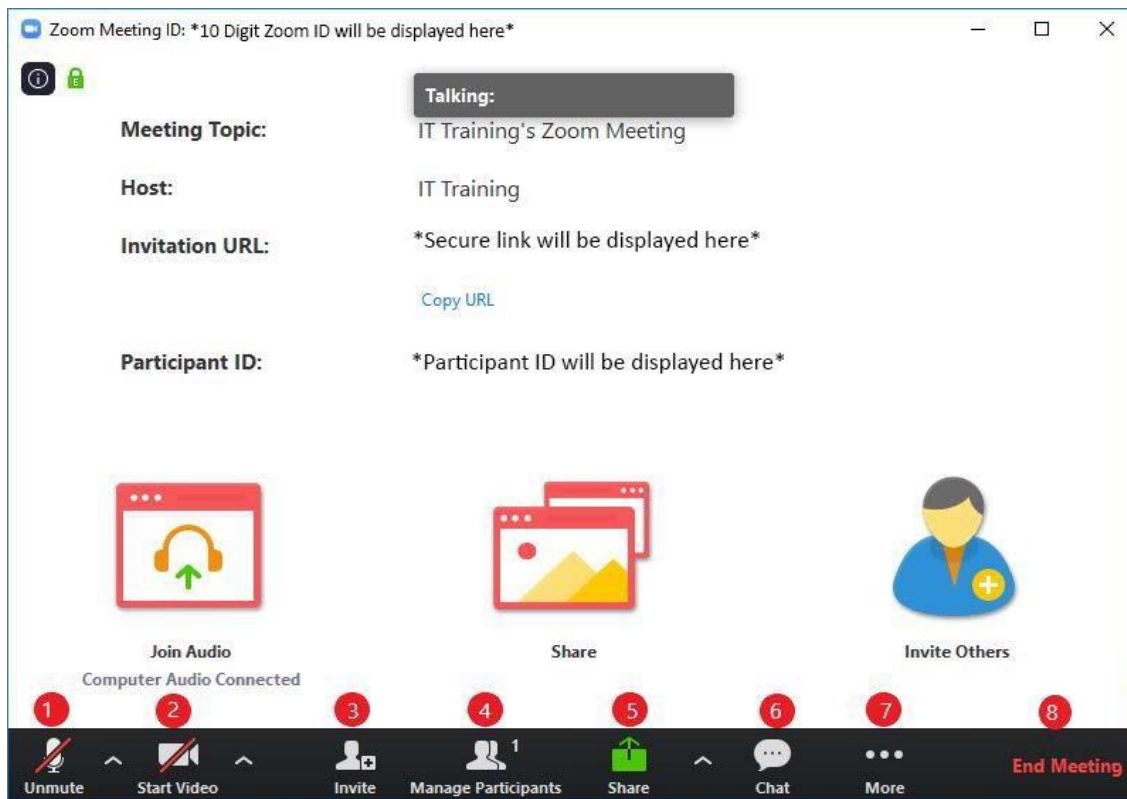 Zoom Meeting ID: *10 Digit Zoom ID will be displayed here*
Talking:
Meeting Topic: IT Training's Zoom Meeting
Host: IT Training
Invitation URL: *Secure link will be displayed here*
Copy URL
Participant ID: *Participant ID will be displayed here*
Join Audio Share Invite Others
Computer Audio Connected
1 2 3 4 5 6 7 8
1
Unmute Start Video Invite Manage Participants Share Chat More End Meeting